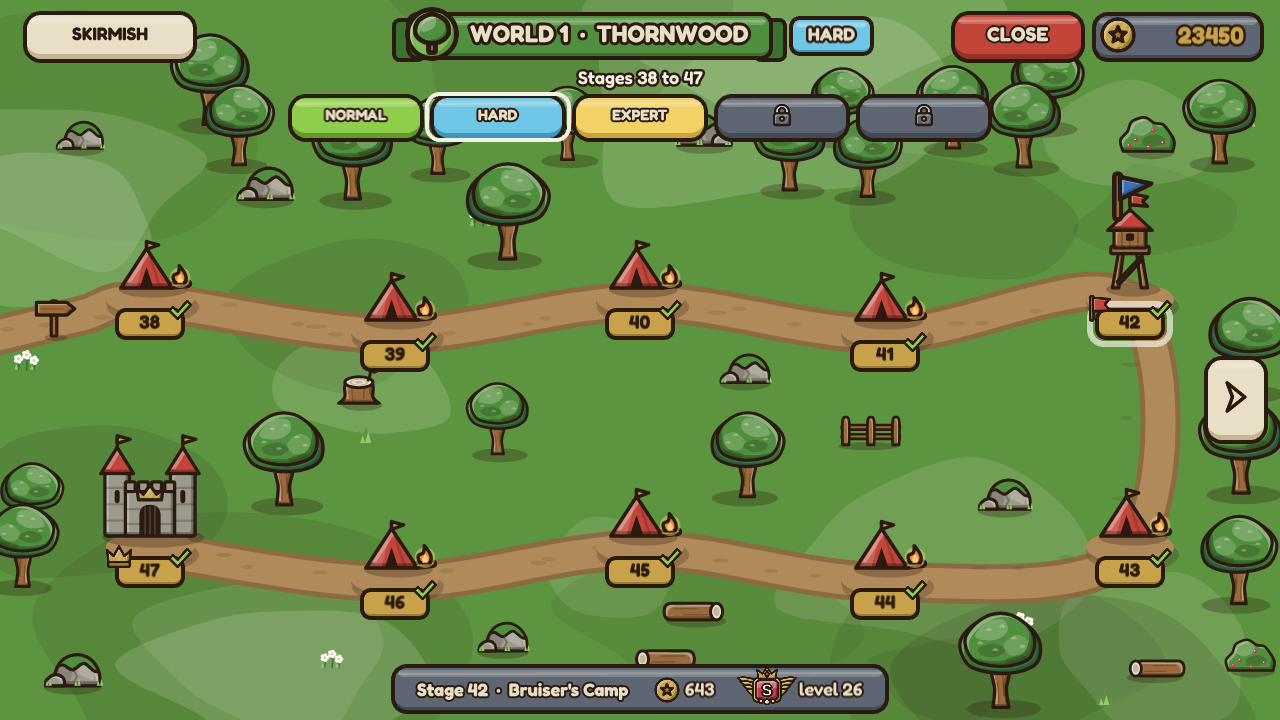 SKIRMISH
WORLD 1 · THORNWOOD
HARD
CLOSE
23450
Stages 38 to 47
NORMAL
HARD
EXPERT
38
39
40
41
42
47
46
45
44
43
Stage 42 · Bruiser's Camp
643
S
level 26